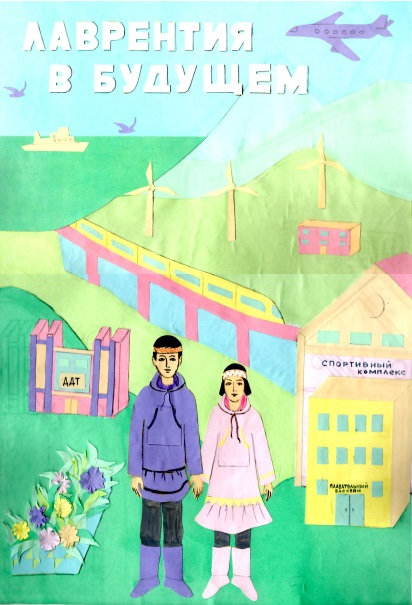 ЛАВРЕНТИЯ
В БУДУЩЕМ
СПОРТИВНЫЙ
КОМПЛЕКС
ДДТ
ПЛАВАТЕЛЬНЫЙ
БАССЕЙН